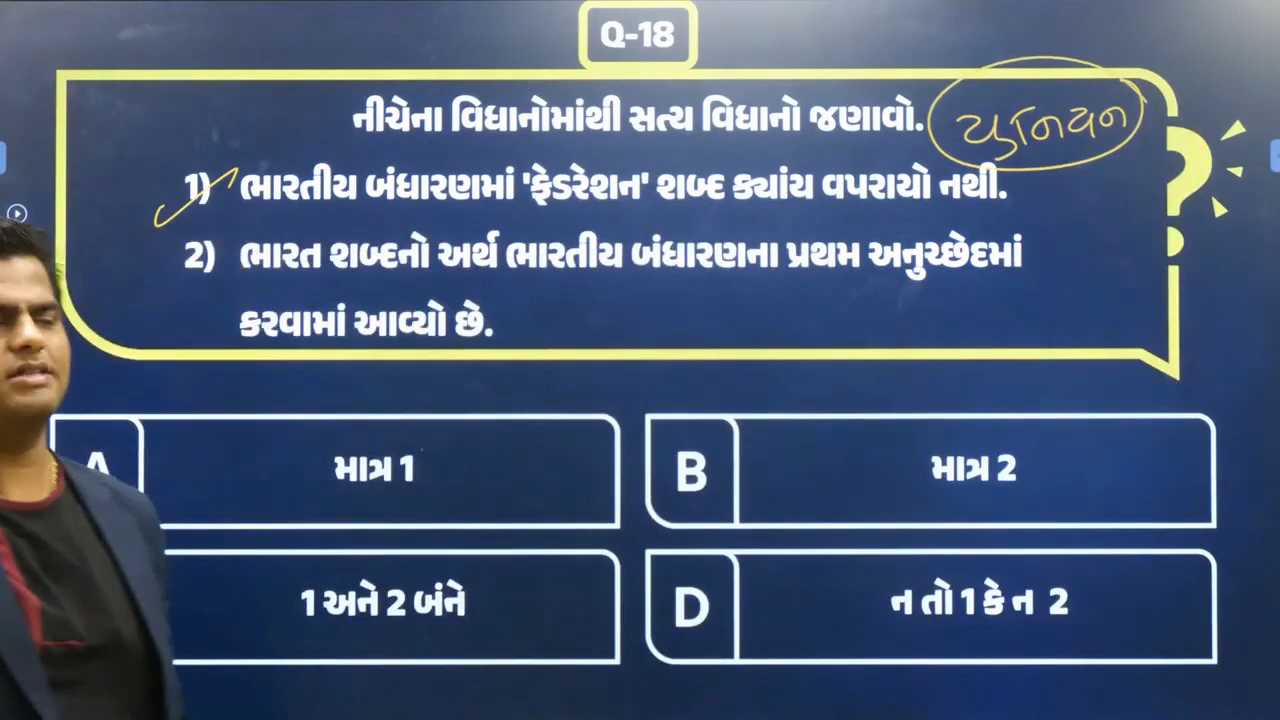 Q-18
નીચેના વિધાનોમાંથી સત્ય વિધાનો જણાવો.
યુનિયન
1) ભારતીય બંધારણમાં 'ફેડરેશન' શબ્દ ક્યાંય વપરાયો નથી.
2) ભારત શબ્દનો અર્થ ભારતીય બંધારણના પ્રથમ અનુચ્છેદમાં
કરવામાં આવ્યો છે.
A માત્ર 1
B માત્ર 2
1 અને 2 બંને
D ન તો 1 કે ન 2